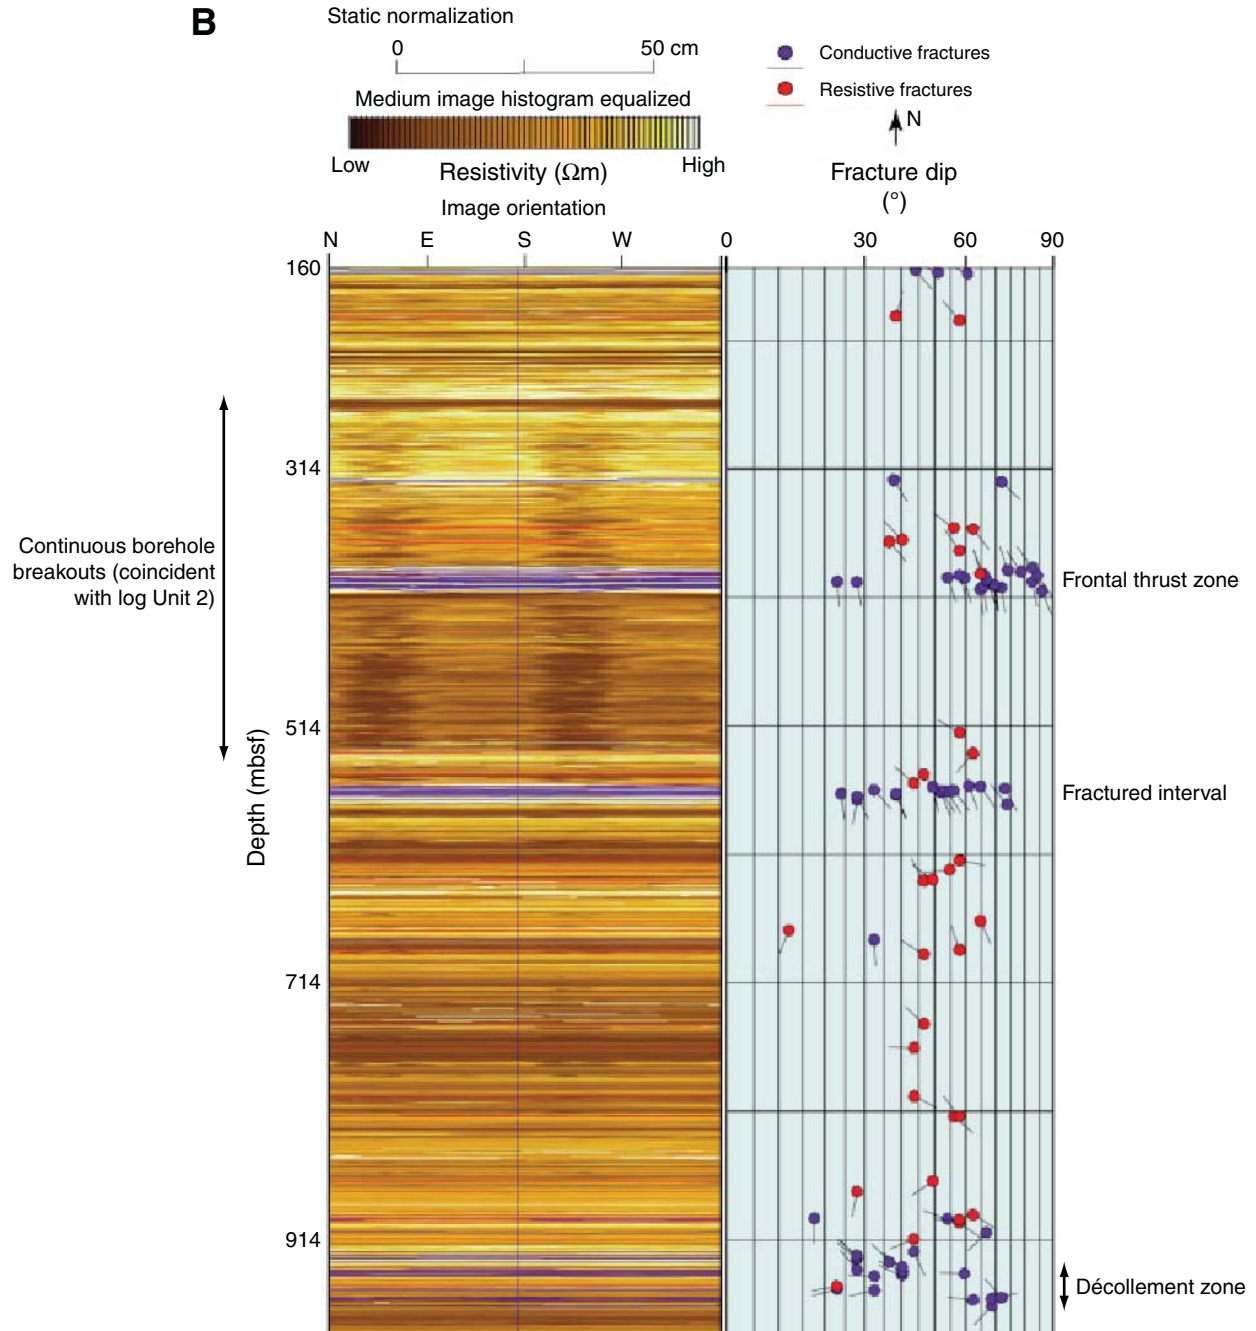 B
Static normalization
0 50 cm
Medium image histogram equalized
Low High
Resistivity (Ωm)
Image orientation
N E S W
Conductive fractures
Resistive fractures
N
Fracture dip
(°)
0 30 60 90
160
314
514
714
914
Depth (mbsf)
Continuous borehole
breakouts (coincident
with log Unit 2)
Frontal thrust zone
Fractured interval
Décollement zone